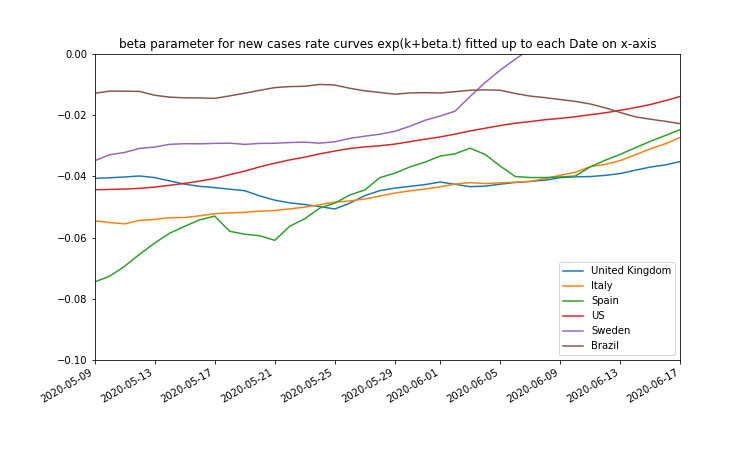 beta parameter for new cases rate curves exp(k+beta.t) fitted up to each Date on x-axis
0.00
−0.02
−0.04
−0.06
−0.08
−0.10
United Kingdom
Italy
Spain
US
Sweden
Brazil
2020-05-09
2020-05-13
2020-05-17
2020-05-21
2020-05-25
2020-05-29
2020-06-01
2020-06-05
2020-06-09
2020-06-13
2020-06-17